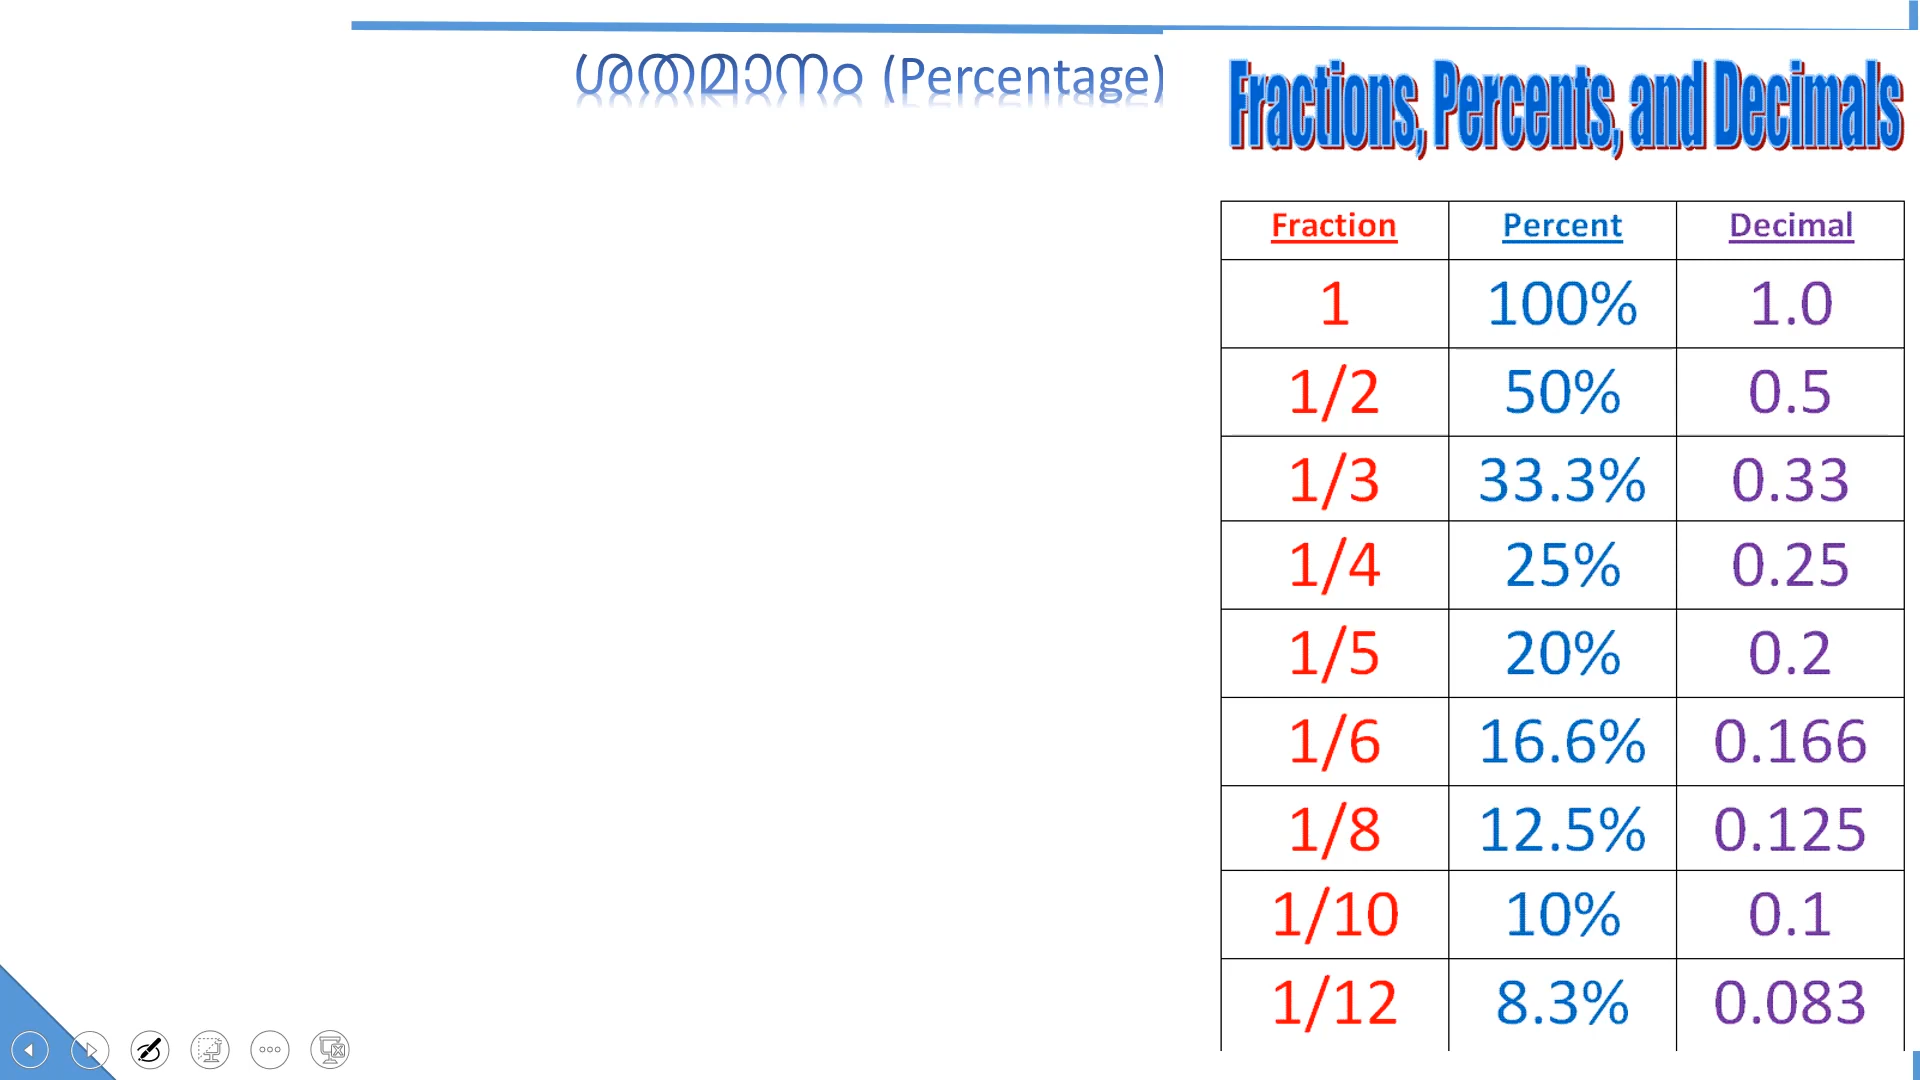 ശതമാനം (Percentage)
Fractions, Percents, and Decimals
Fraction Percent Decimal
1 100% 1.0
1/2 50% 0.5
1/3 33.3% 0.33
1/4 25% 0.25
1/5 20% 0.2
1/6 16.6% 0.166
1/8 12.5% 0.125
1/10 10% 0.1
1/12 8.3% 0.083